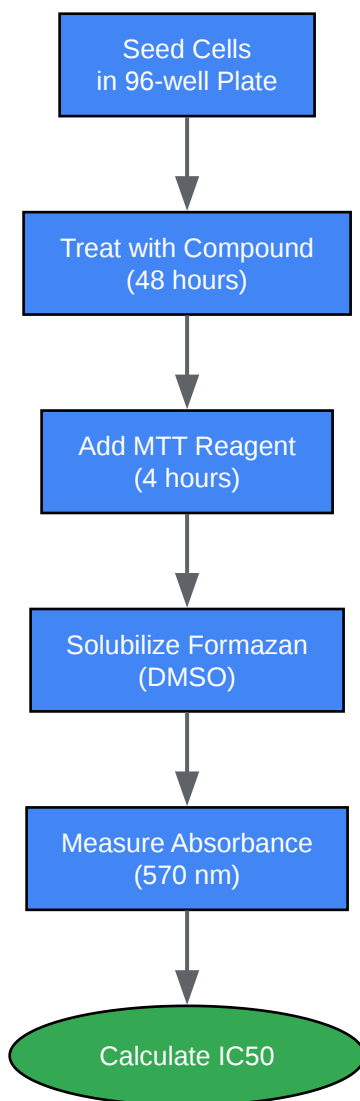 Seed Cells
in 96-well Plate
Treat with Compound
(48 hours)
Add MTT Reagent
(4 hours)
Solubilize Formazan
(DMSO)
Measure Absorbance
(570 nm)
Calculate IC50